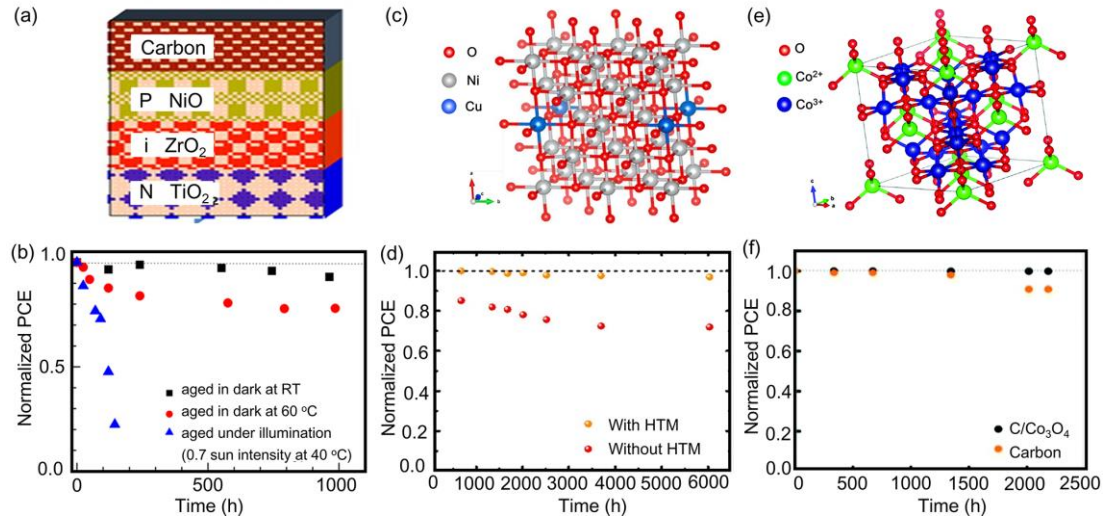 (a)
Carbon
P NiO
i ZrO₂
N TiO₂
(c)
O
Ni
Cu
a
c
b
(e)
O
Co²⁺
Co³⁺
c
b
a
(b)
Normalized PCE
1.0
0.5
0.0
0
500
1000
Time (h)
aged in dark at RT
aged in dark at 60 °C
aged under illumination
(0.7 sun intensity at 40 °C)
(d)
Normalized PCE
1.0
0.8
0.6
0.4
0.2
0.0
0 1000 2000 3000 4000 5000 6000
Time (h)
With HTM
Without HTM
(f)
Normalized PCE
1.0
0.8
0.6
0.4
0.2
0.0
0 500 1000 1500 2000 2500
Time (h)
C/Co₃O₄
Carbon